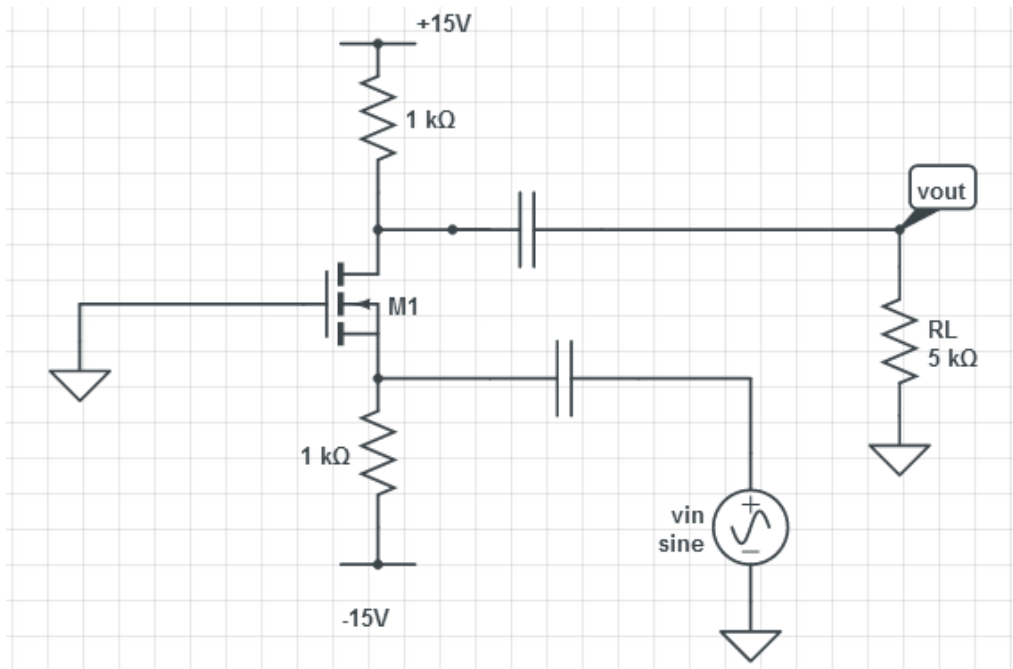 +15V
1 kΩ
vout
M1
RL
5 kΩ
1 kΩ
vin
sine
-15V